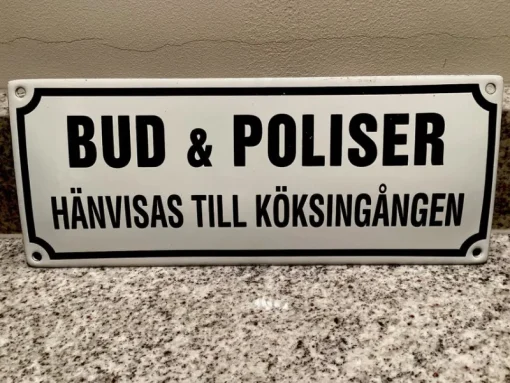 BUD & POLISER
HÄNVISAS TILL KÖKSINGÅNGEN